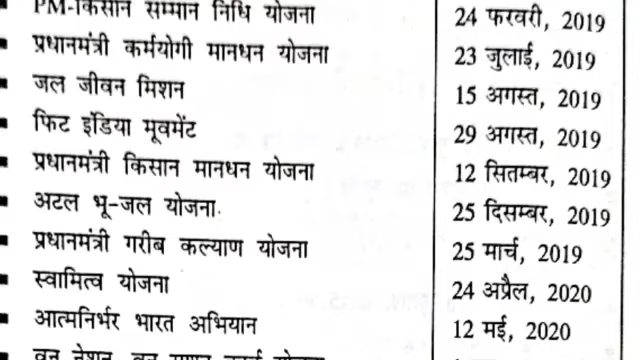 PM-किसान सम्मान निधि योजना 24 फरवरी, 2019
प्रधानमंत्री कर्मयोगी मानधन योजना 23 जुलाई, 2019
जल जीवन मिशन 15 अगस्त, 2019
फिट इंडिया मूवमेंट 29 अगस्त, 2019
प्रधानमंत्री किसान मानधन योजना 12 सितम्बर, 2019
अटल भू-जल योजना 25 दिसम्बर, 2019
प्रधानमंत्री गरीब कल्याण योजना 25 मार्च, 2019
स्वामित्व योजना 24 अप्रैल, 2020
आत्मनिर्भर भारत अभियान 12 मई, 2020
वन नेशन, वन